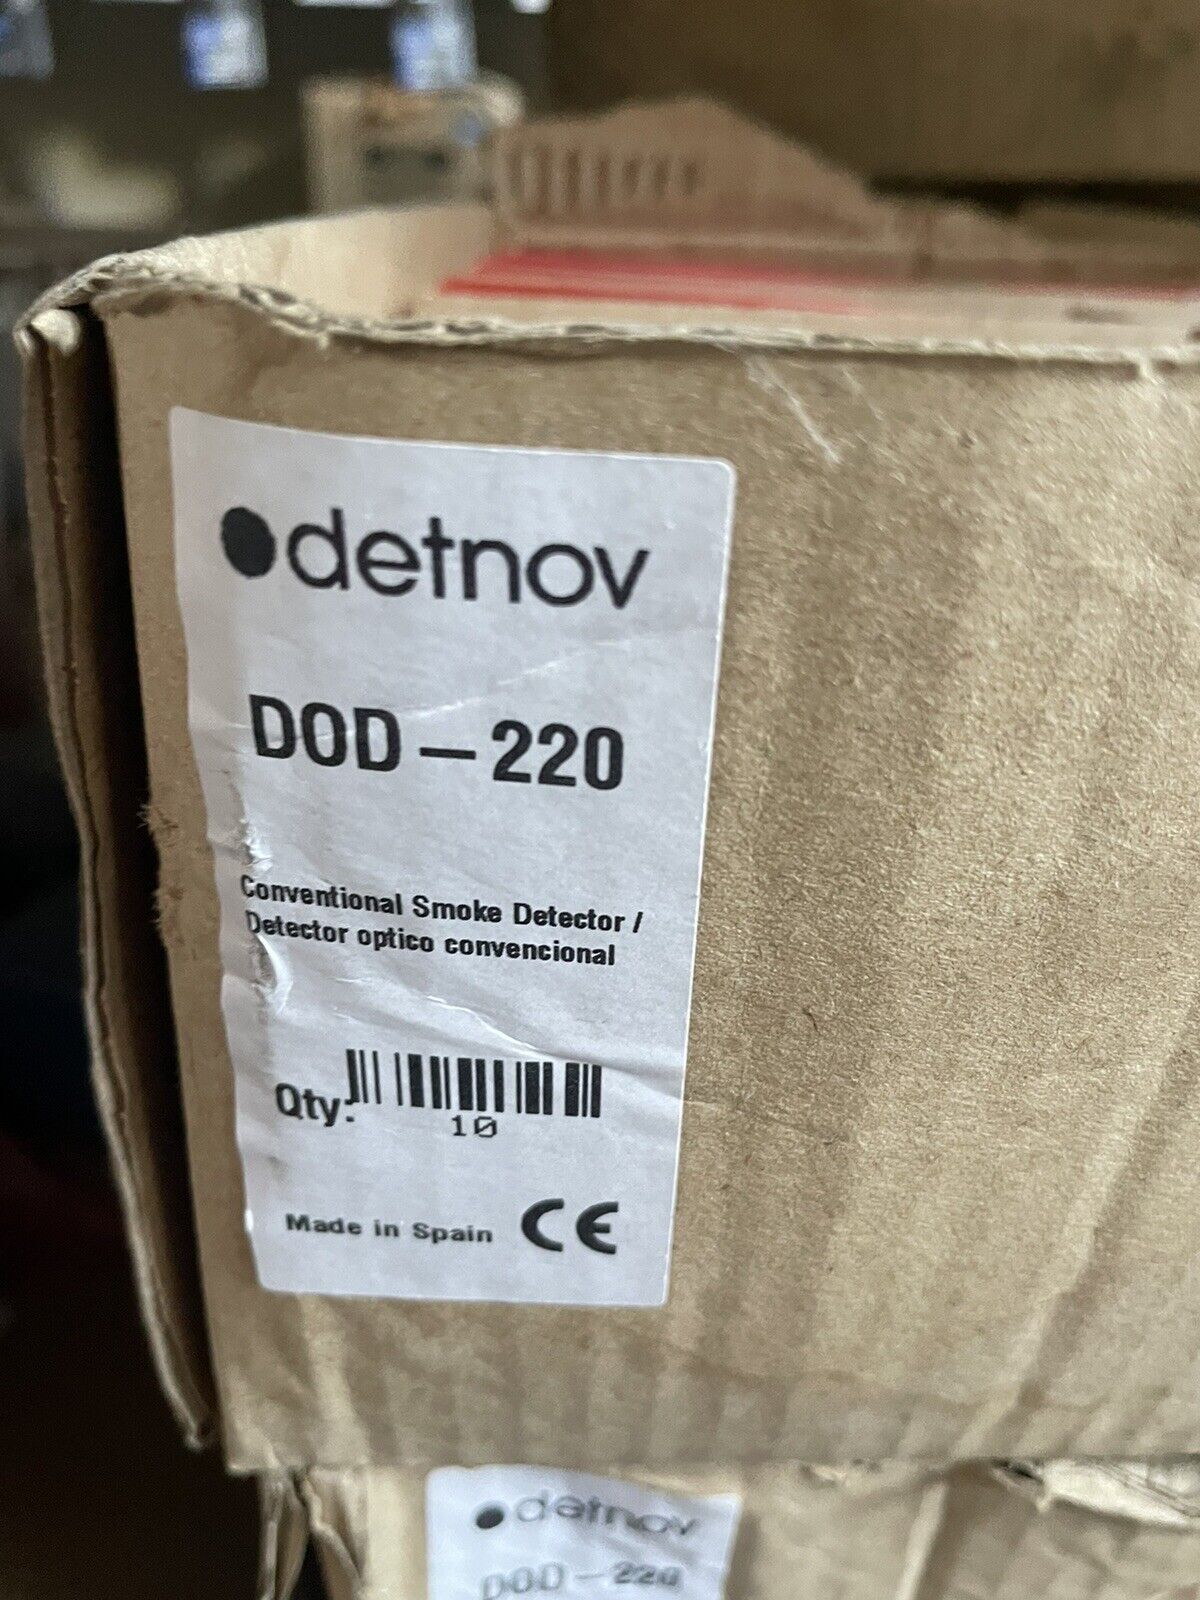 detnov
DOD-220
Conventional Smoke Detector /
Detector optico convencional
Qty:
10
Made in Spain CE
detnov
DOD-220